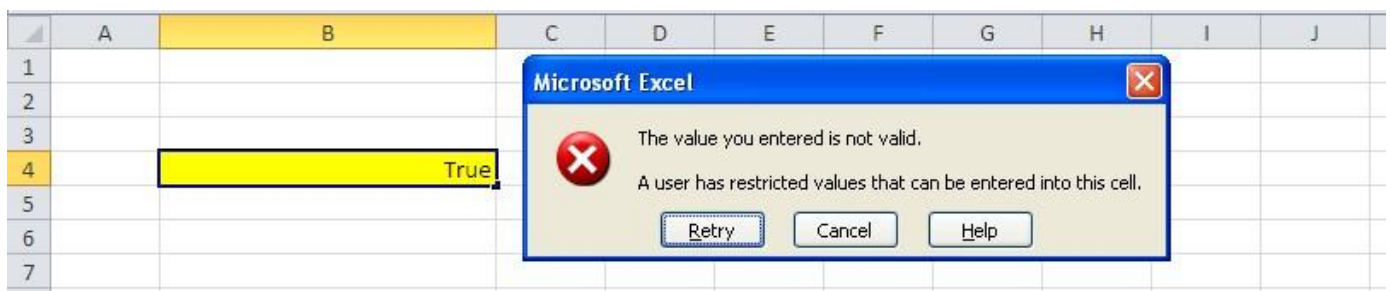 A B C D E F G H I J
1
Microsoft Excel
2
3
The value you entered is not valid.
4
True
A user has restricted values that can be entered into this cell.
5
6
Retry Cancel Help
7